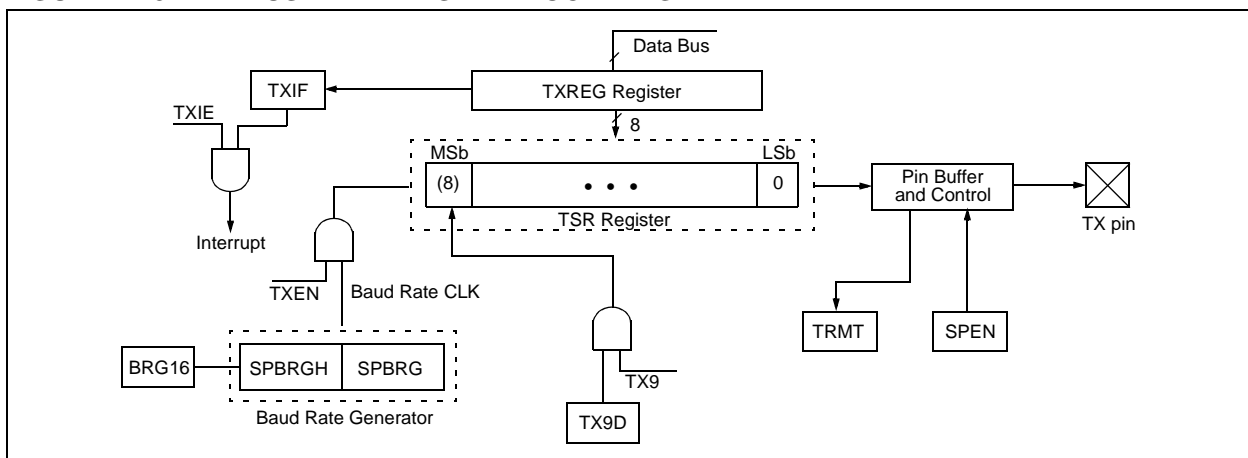 Data Bus
TXIF
TXREG Register
TXIE
8
MSb
LSb
(8)
• • •
0
Pin Buffer
and Control
TSR Register
TX pin
Interrupt
TXEN
Baud Rate CLK
TRMT
SPEN
BRG16
SPBRGH
SPBRG
TX9
Baud Rate Generator
TX9D